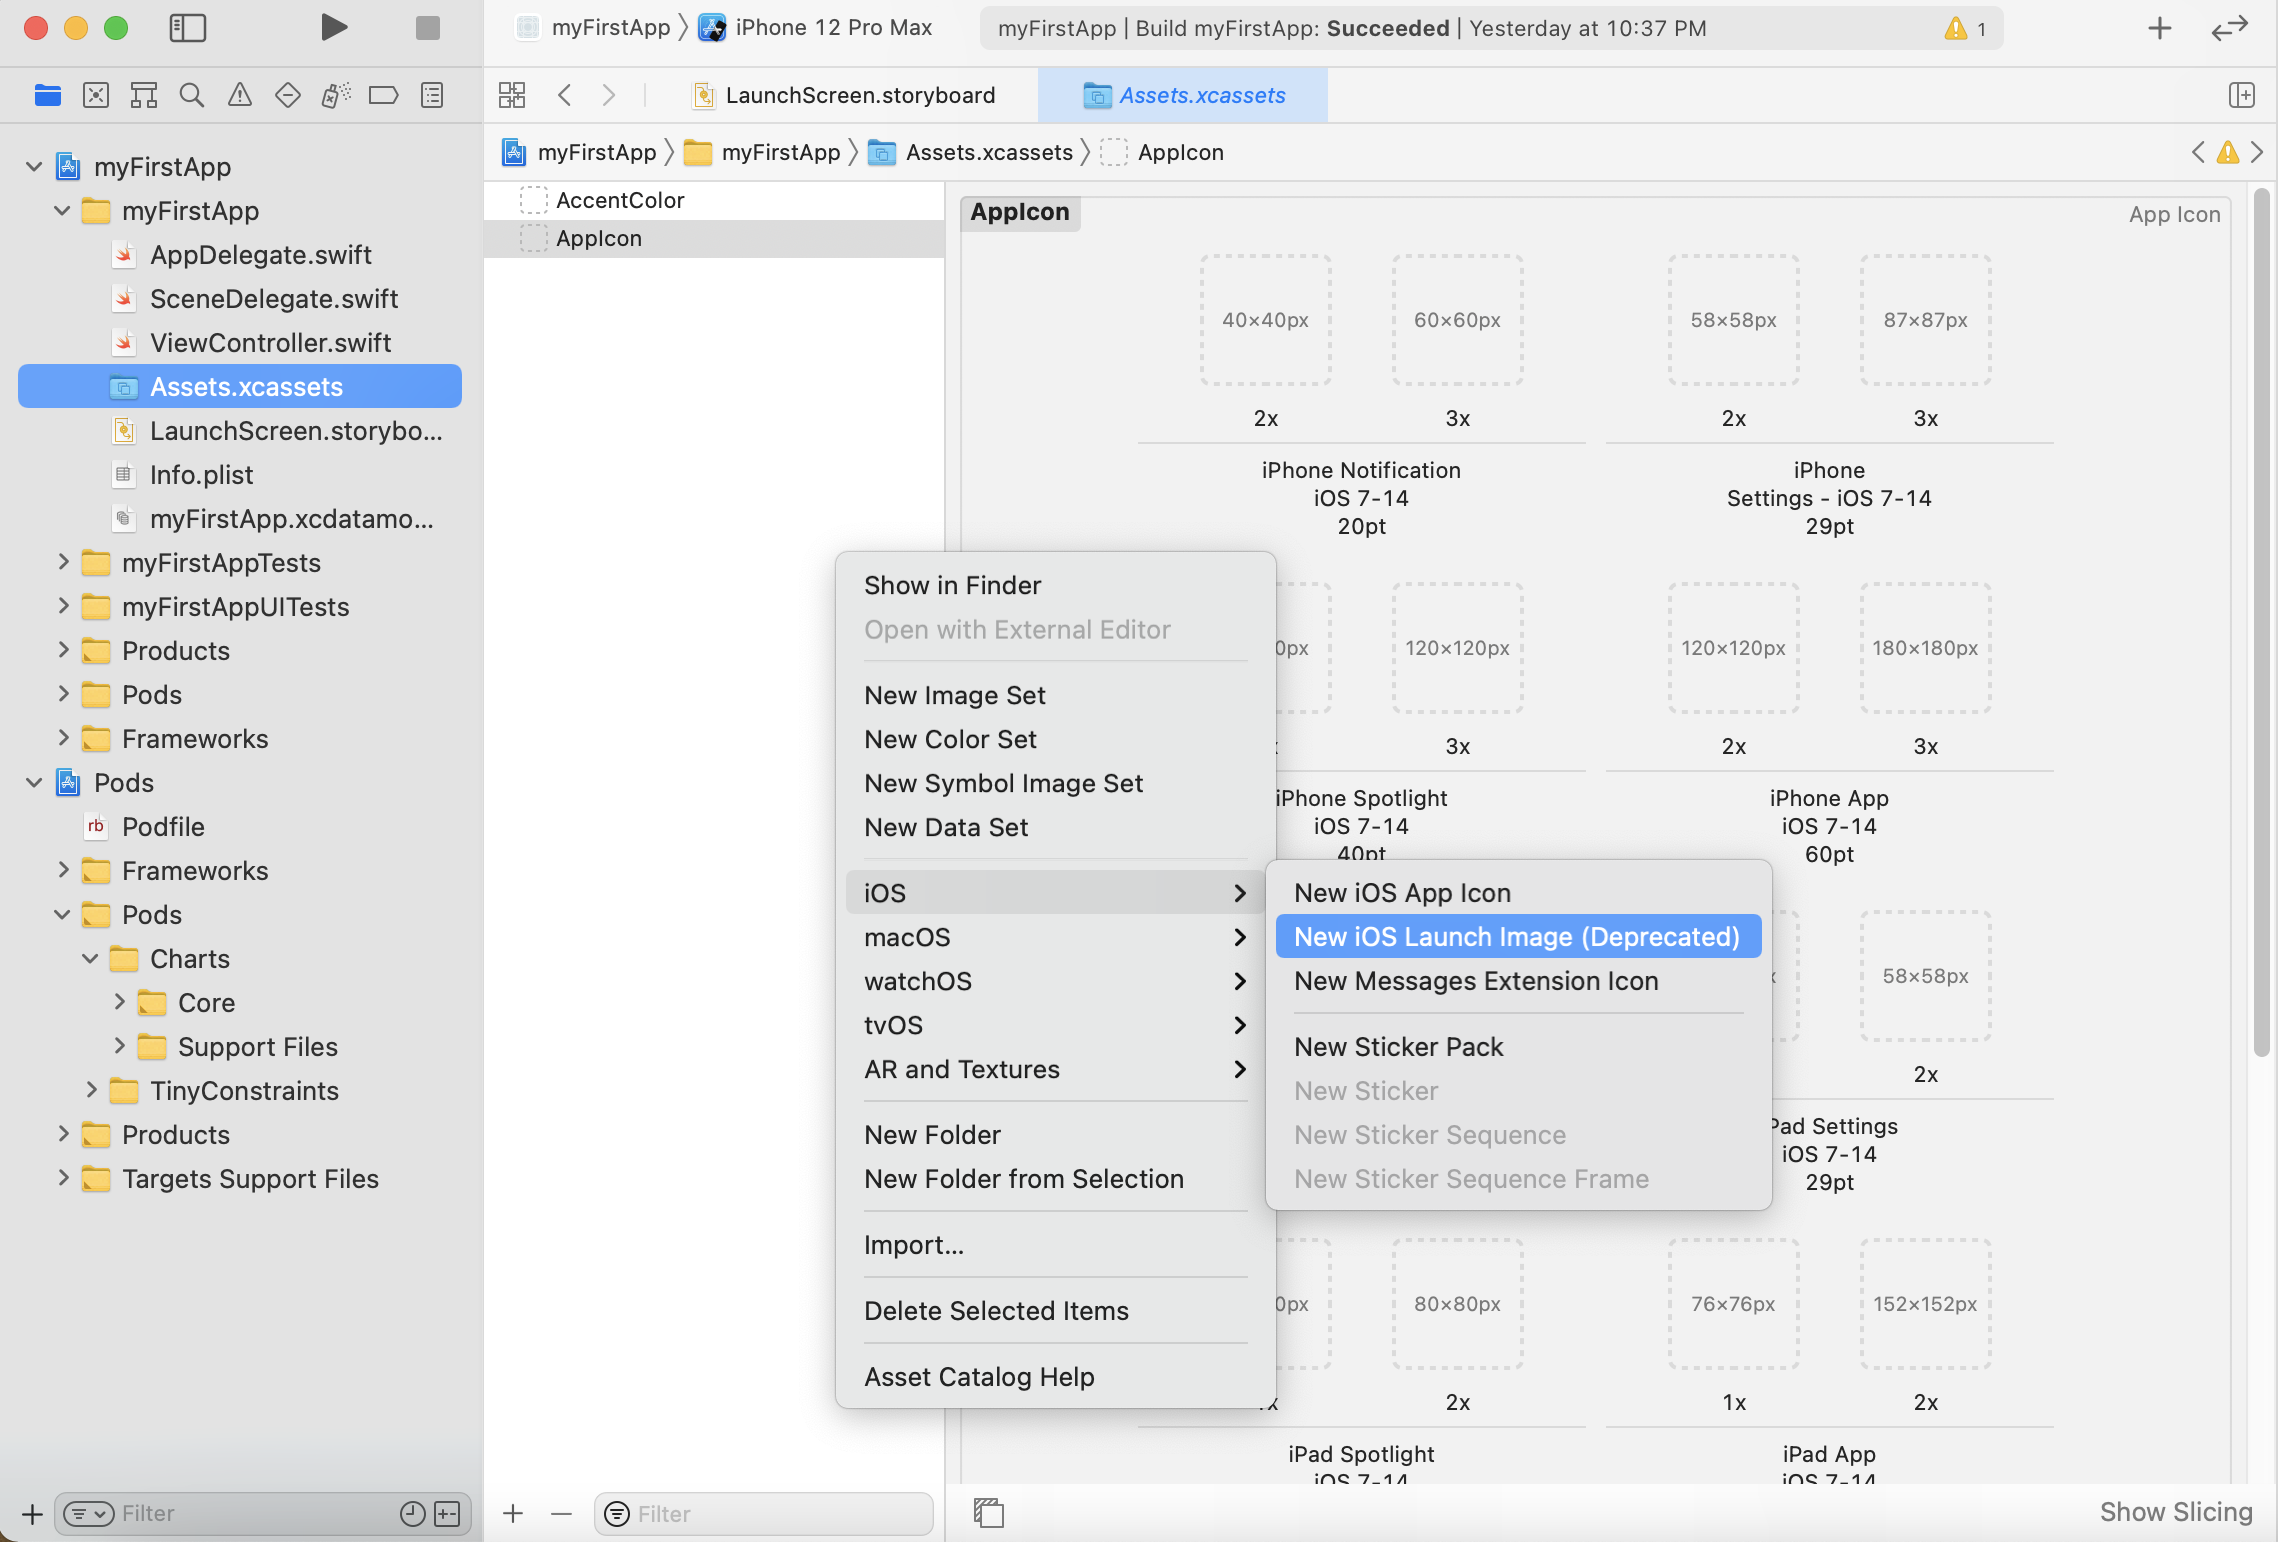 myFirstApp
iPhone 12 Pro Max
myFirstApp | Build myFirstApp: Succeeded | Yesterday at 10:37 PM
1
LaunchScreen.storyboard
Assets.xcassets
myFirstApp
myFirstApp
Assets.xcassets
AppIcon
myFirstApp
myFirstApp
AppDelegate.swift
SceneDelegate.swift
ViewController.swift
Assets.xcassets
LaunchScreen.storybo...
Info.plist
myFirstApp.xcdatamo...
myFirstAppTests
myFirstAppUITests
Products
Pods
Frameworks
Pods
rb
Podfile
Frameworks
Pods
Charts
Core
Support Files
TinyConstraints
Products
Targets Support Files
Filter
AccentColor
AppIcon
Filter
AppIcon
App Icon
40×40px
60×60px
58×58px
87×87px
2x
3x
2x
3x
iPhone Notification
iOS 7-14
20pt
iPhone
Settings - iOS 7-14
29pt
0px
120×120px
120×120px
180×180px
3x
2x
3x
iPhone Spotlight
iOS 7-14
40pt
iPhone App
iOS 7-14
60pt
58×58px
2x
Pad Settings
iOS 7-14
29pt
0px
80×80px
76×76px
152×152px
x
2x
1x
2x
iPad Spotlight
iOS 7-14
iPad App
iOS 7-14
Show Slicing
Show in Finder
Open with External Editor
New Image Set
New Color Set
New Symbol Image Set
New Data Set
iOS
macOS
watchOS
tvOS
AR and Textures
New Folder
New Folder from Selection
Import...
Delete Selected Items
Asset Catalog Help
New iOS App Icon
New iOS Launch Image (Deprecated)
New Messages Extension Icon
New Sticker Pack
New Sticker
New Sticker Sequence
New Sticker Sequence Frame